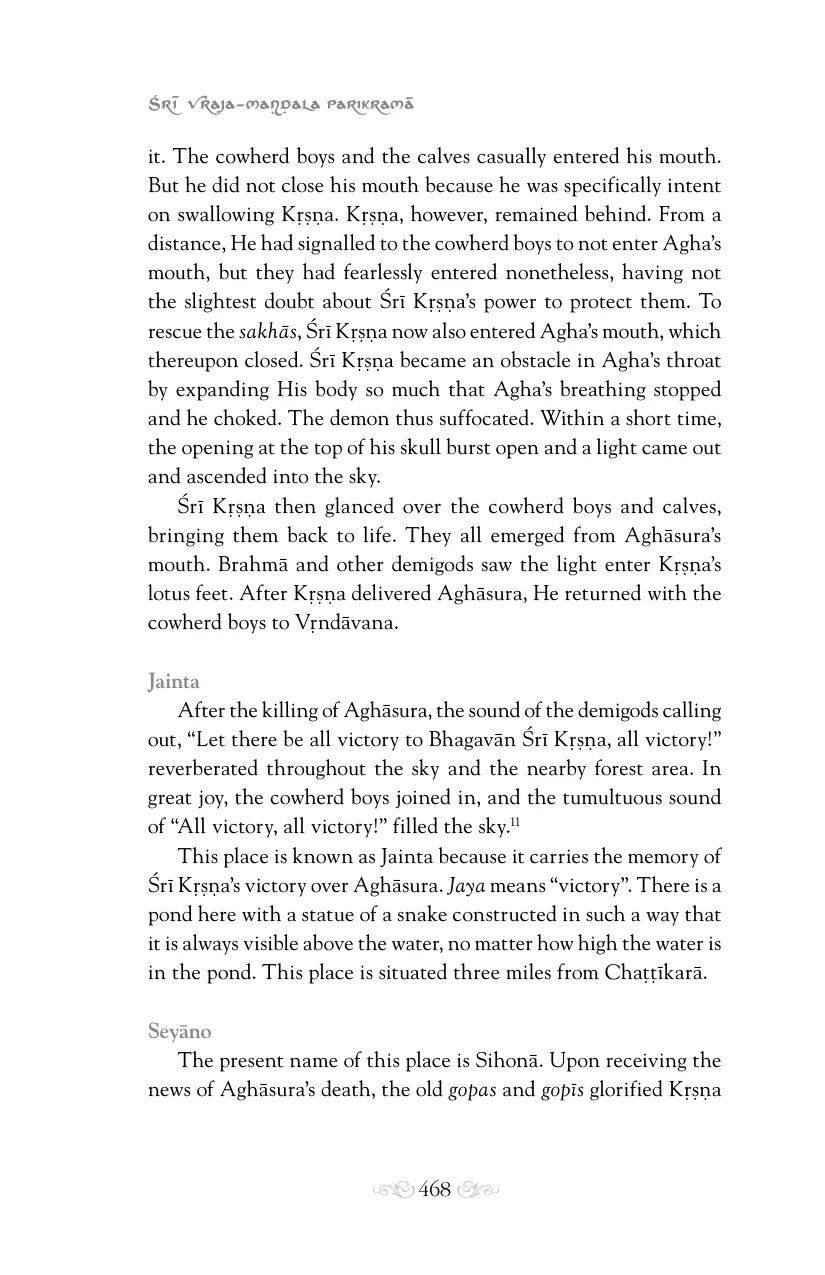 Śrī Vraja-maṇḍala Parikramā
it. The cowherd boys and the calves casually entered his mouth.
But he did not close his mouth because he was specifically intent
on swallowing Kṛṣṇa. Kṛṣṇa, however, remained behind. From a
distance, He had signalled to the cowherd boys to not enter Agha’s
mouth, but they had fearlessly entered nonetheless, having not
the slightest doubt about Śrī Kṛṣṇa’s power to protect them. To
rescue the sakhās, Śrī Kṛṣṇa now also entered Agha’s mouth, which
thereupon closed. Śrī Kṛṣṇa became an obstacle in Agha’s throat
by expanding His body so much that Agha’s breathing stopped
and he choked. The demon thus suffocated. Within a short time,
the opening at the top of his skull burst open and a light came out
and ascended into the sky.
Śrī Kṛṣṇa then glanced over the cowherd boys and calves,
bringing them back to life. They all emerged from Aghāsura’s
mouth. Brahmā and other demigods saw the light enter Kṛṣṇa’s
lotus feet. After Kṛṣṇa delivered Aghāsura, He returned with the
cowherd boys to Vṛndāvana.
Jainta
After the killing of Aghāsura, the sound of the demigods calling
out, “Let there be all victory to Bhagavān Śrī Kṛṣṇa, all victory!”
reverberated throughout the sky and the nearby forest area. In
great joy, the cowherd boys joined in, and the tumultuous sound
of “All victory, all victory!” filled the sky.¹¹
This place is known as Jainta because it carries the memory of
Śrī Kṛṣṇa’s victory over Aghāsura. Jaya means “victory”. There is a
pond here with a statue of a snake constructed in such a way that
it is always visible above the water, no matter how high the water is
in the pond. This place is situated three miles from Chaṭṭīkarā.
Seyāno
The present name of this place is Sihonā. Upon receiving the
news of Aghāsura’s death, the old gopas and gopīs glorified Kṛṣṇa
468